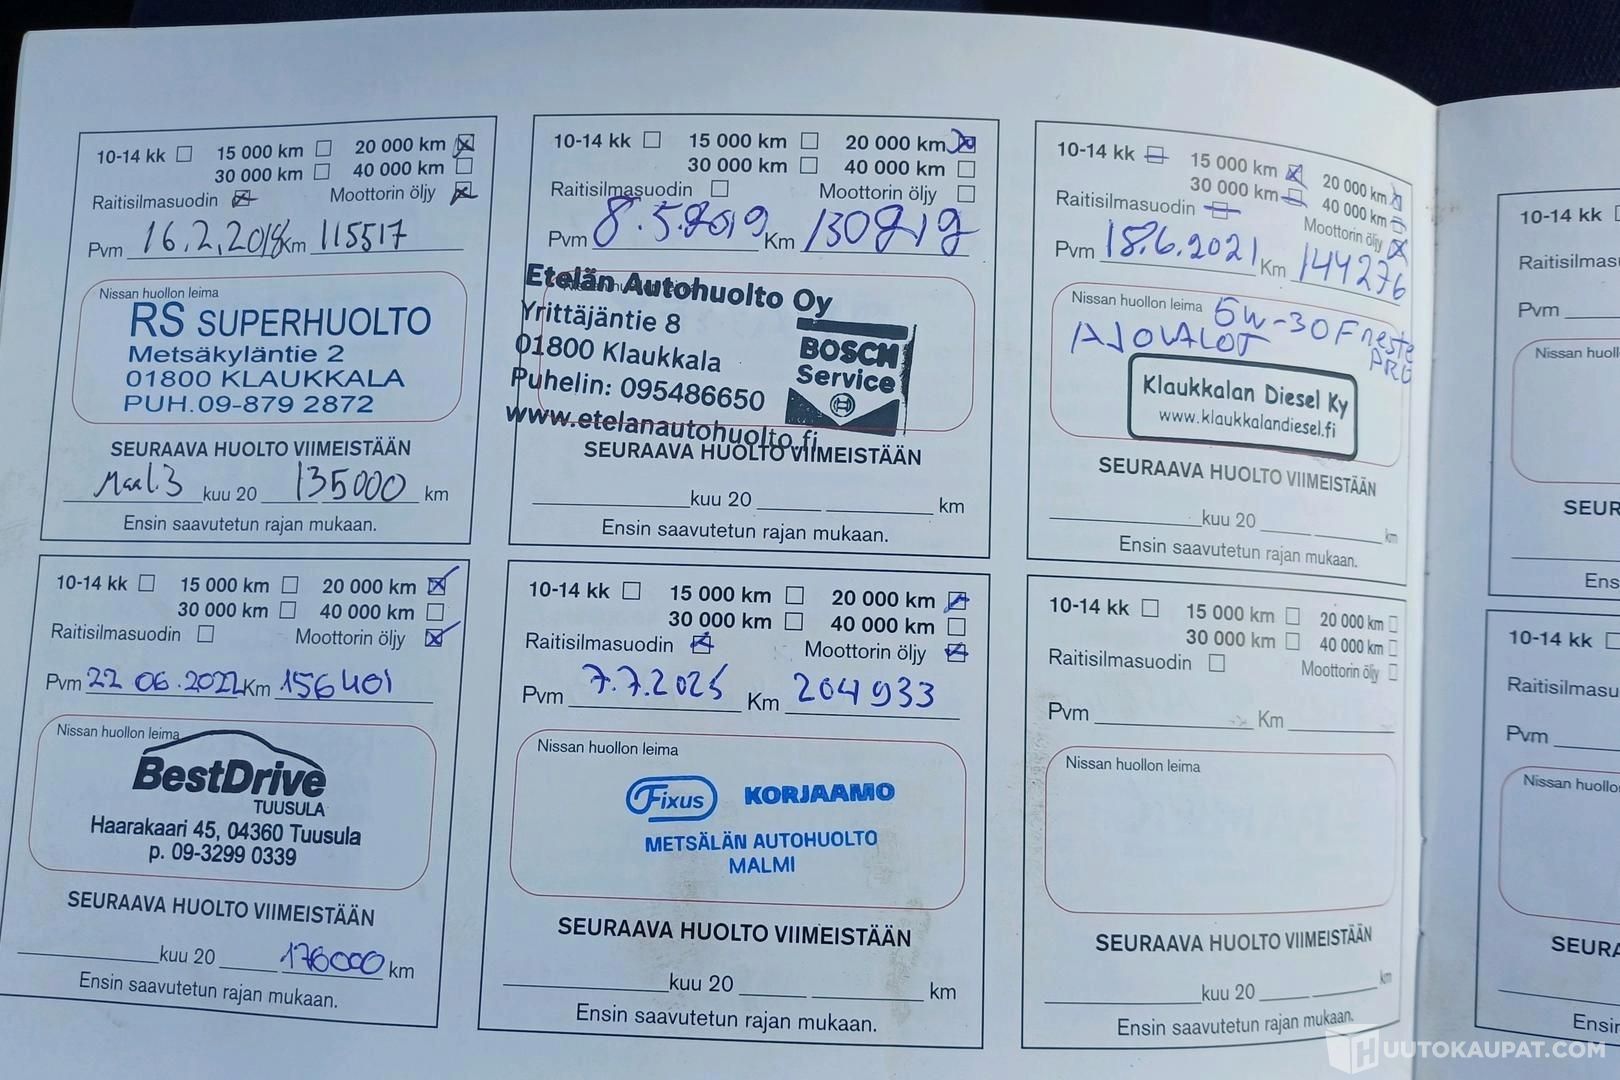 10-14 kk 15 000 km 20 000 km
30 000 km 40 000 km
Raitisilmasuodin Moottorin öljy
Pvm 16.2.2018 Km 115517
Nissan huollon leima
RS SUPERHUOLTO
Metsäkyläntie 2
01800 KLAUKKALA
PUH.09-879 2872
SEURAAVA HUOLTO VIIMEISTÄÄN
Maal.3 kuu 20 135000 km
Ensin saavutetun rajan mukaan.
10-14 kk 15 000 km 20 000 km
30 000 km 40 000 km
Raitisilmasuodin Moottorin öljy
Pvm 8.5.2019 Km 130819
Etelän Autohuolto Oy
Yrittäjäntie 8
01800 Klaukkala
Puhelin: 095486650
www.etelanautohuolto.fi
BOSCH
Service
SEURAAVA HUOLTO VIIMEISTÄÄN
kuu 20 km
Ensin saavutetun rajan mukaan.
10-14 kk 15 000 km 20 000 km
30 000 km 40 000 km
Raitisilmasuodin Moottorin öljy
Pvm 18.6.2021 Km 144276
Nissan huollon leima 5W-30F neste
AJOVALOT PRO
Klaukkalan Diesel Ky
www.klaukkalandiesel.fi
SEURAAVA HUOLTO VIIMEISTÄÄN
kuu 20 km
Ensin saavutetun rajan mukaan.
10-14 kk 15 000 km 20 000 km
30 000 km 40 000 km
Raitisilmasuodin Moottorin öljy
Pvm 22 06.2022 Km 156401
Nissan huollon leima
BestDrive
TUUSULA
Haarakaari 45, 04360 Tuusula
p. 09-3299 0339
SEURAAVA HUOLTO VIIMEISTÄÄN
kuu 20 176000 km
Ensin saavutetun rajan mukaan.
10-14 kk 15 000 km 20 000 km
30 000 km 40 000 km
Raitisilmasuodin Moottorin öljy
Pvm 7.7.2025 Km 204933
Nissan huollon leima
Fixus KORJAAMO
METSÄLÄN AUTOHUOLTO
MALMI
SEURAAVA HUOLTO VIIMEISTÄÄN
kuu 20 km
Ensin saavutetun rajan mukaan.
10-14 kk 15 000 km 20 000 km
30 000 km 40 000 km
Raitisilmasuodin Moottorin öljy
Pvm Km
Nissan huollon leima
SEURAAVA HUOLTO VIIMEISTÄÄN
kuu 20 km
Ensin saavutetun rajan mukaan.
10-14 kk
Raitisilmas
Pvm
Nissan huoll
SEUR
Ens
10-14 kk
Raitisilmasu
Pvm
Nissan huollo
SEURA
Ensi
HUUTOKAUPAT.COM